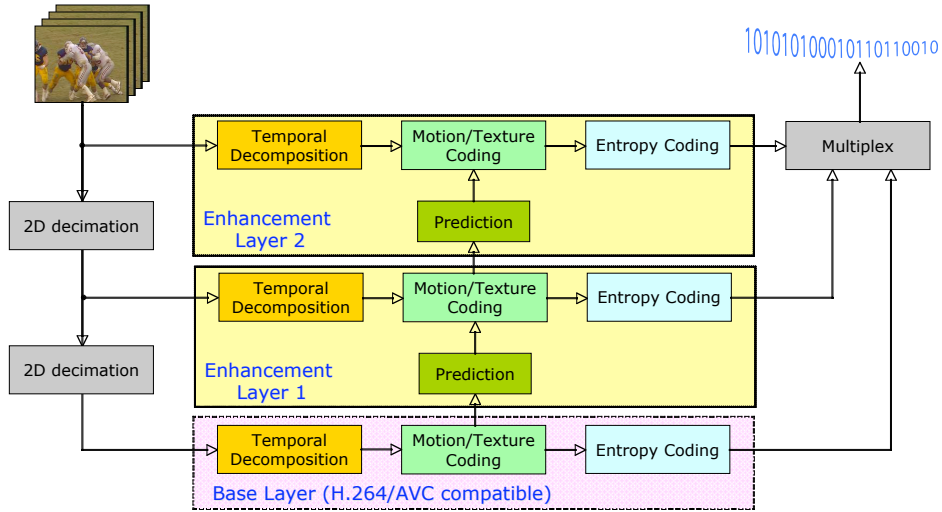 101010100010110110010
Temporal
Decomposition
Motion/Texture
Coding
Entropy Coding
Multiplex
2D decimation
Enhancement
Layer 2
Prediction
Temporal
Decomposition
Motion/Texture
Coding
Entropy Coding
2D decimation
Enhancement
Layer 1
Prediction
Temporal
Decomposition
Motion/Texture
Coding
Entropy Coding
Base Layer (H.264/AVC compatible)